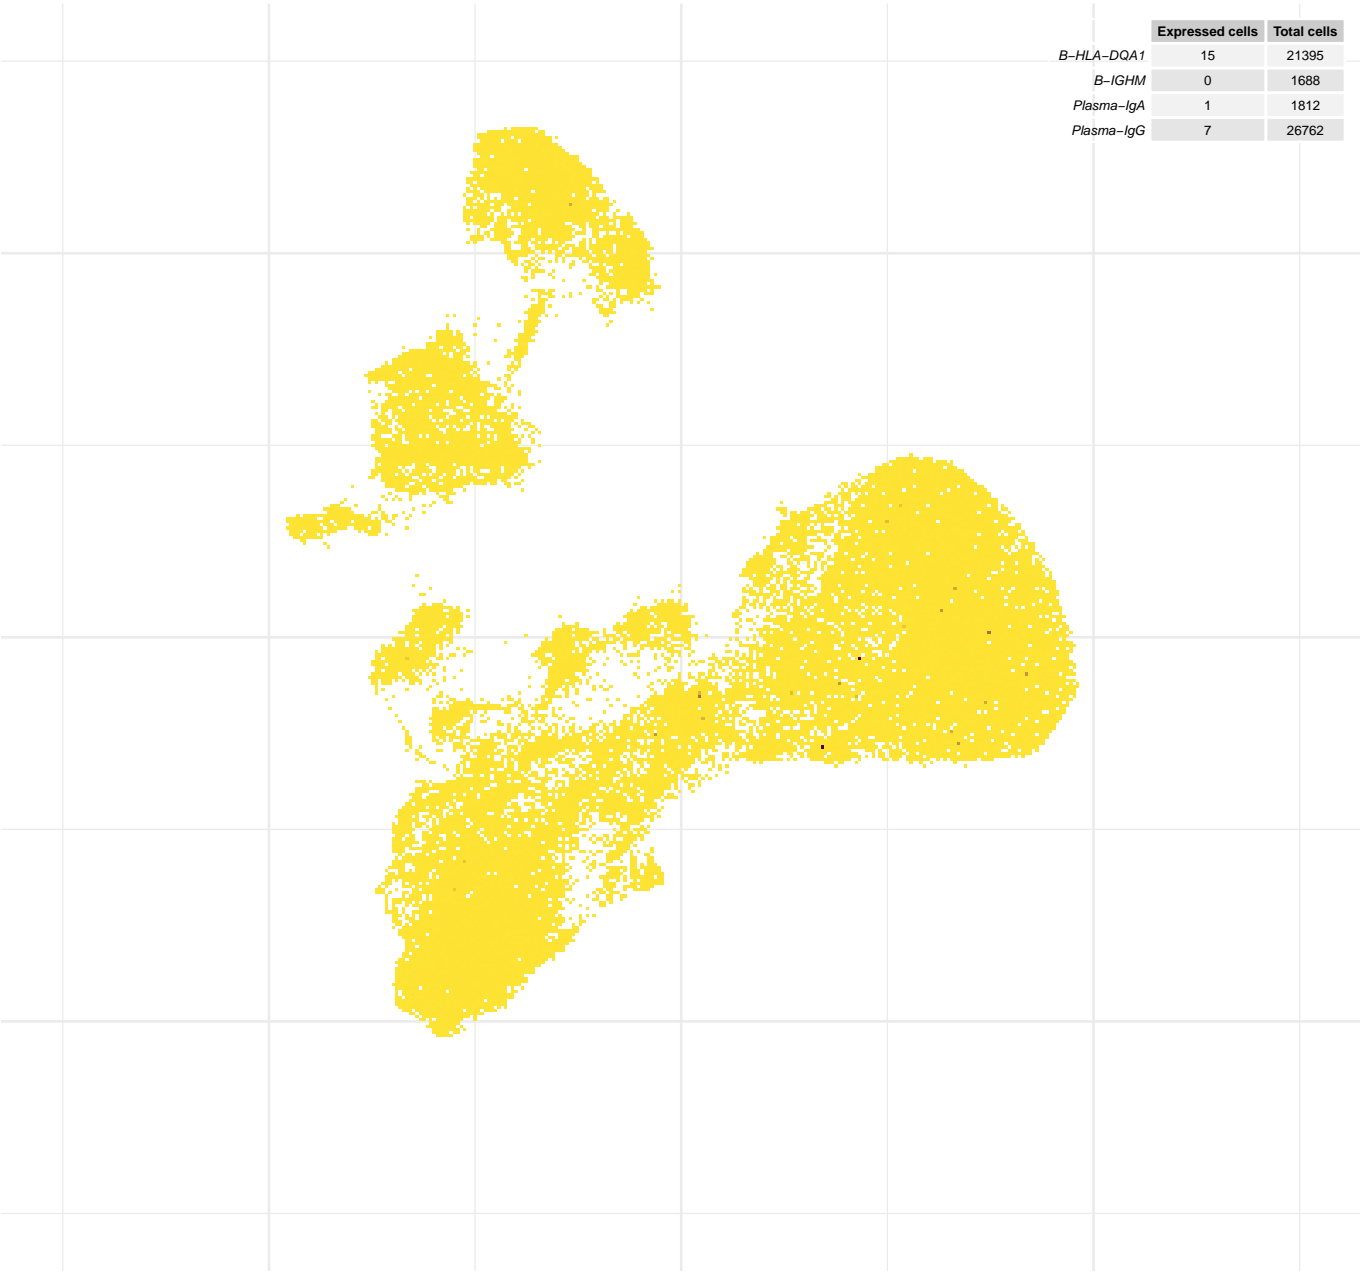 Expressed cells Total cells
B−HLA−DQA1 15 21395
B−IGHM 0 1688
Plasma−IgA 1 1812
Plasma−IgG 7 26762